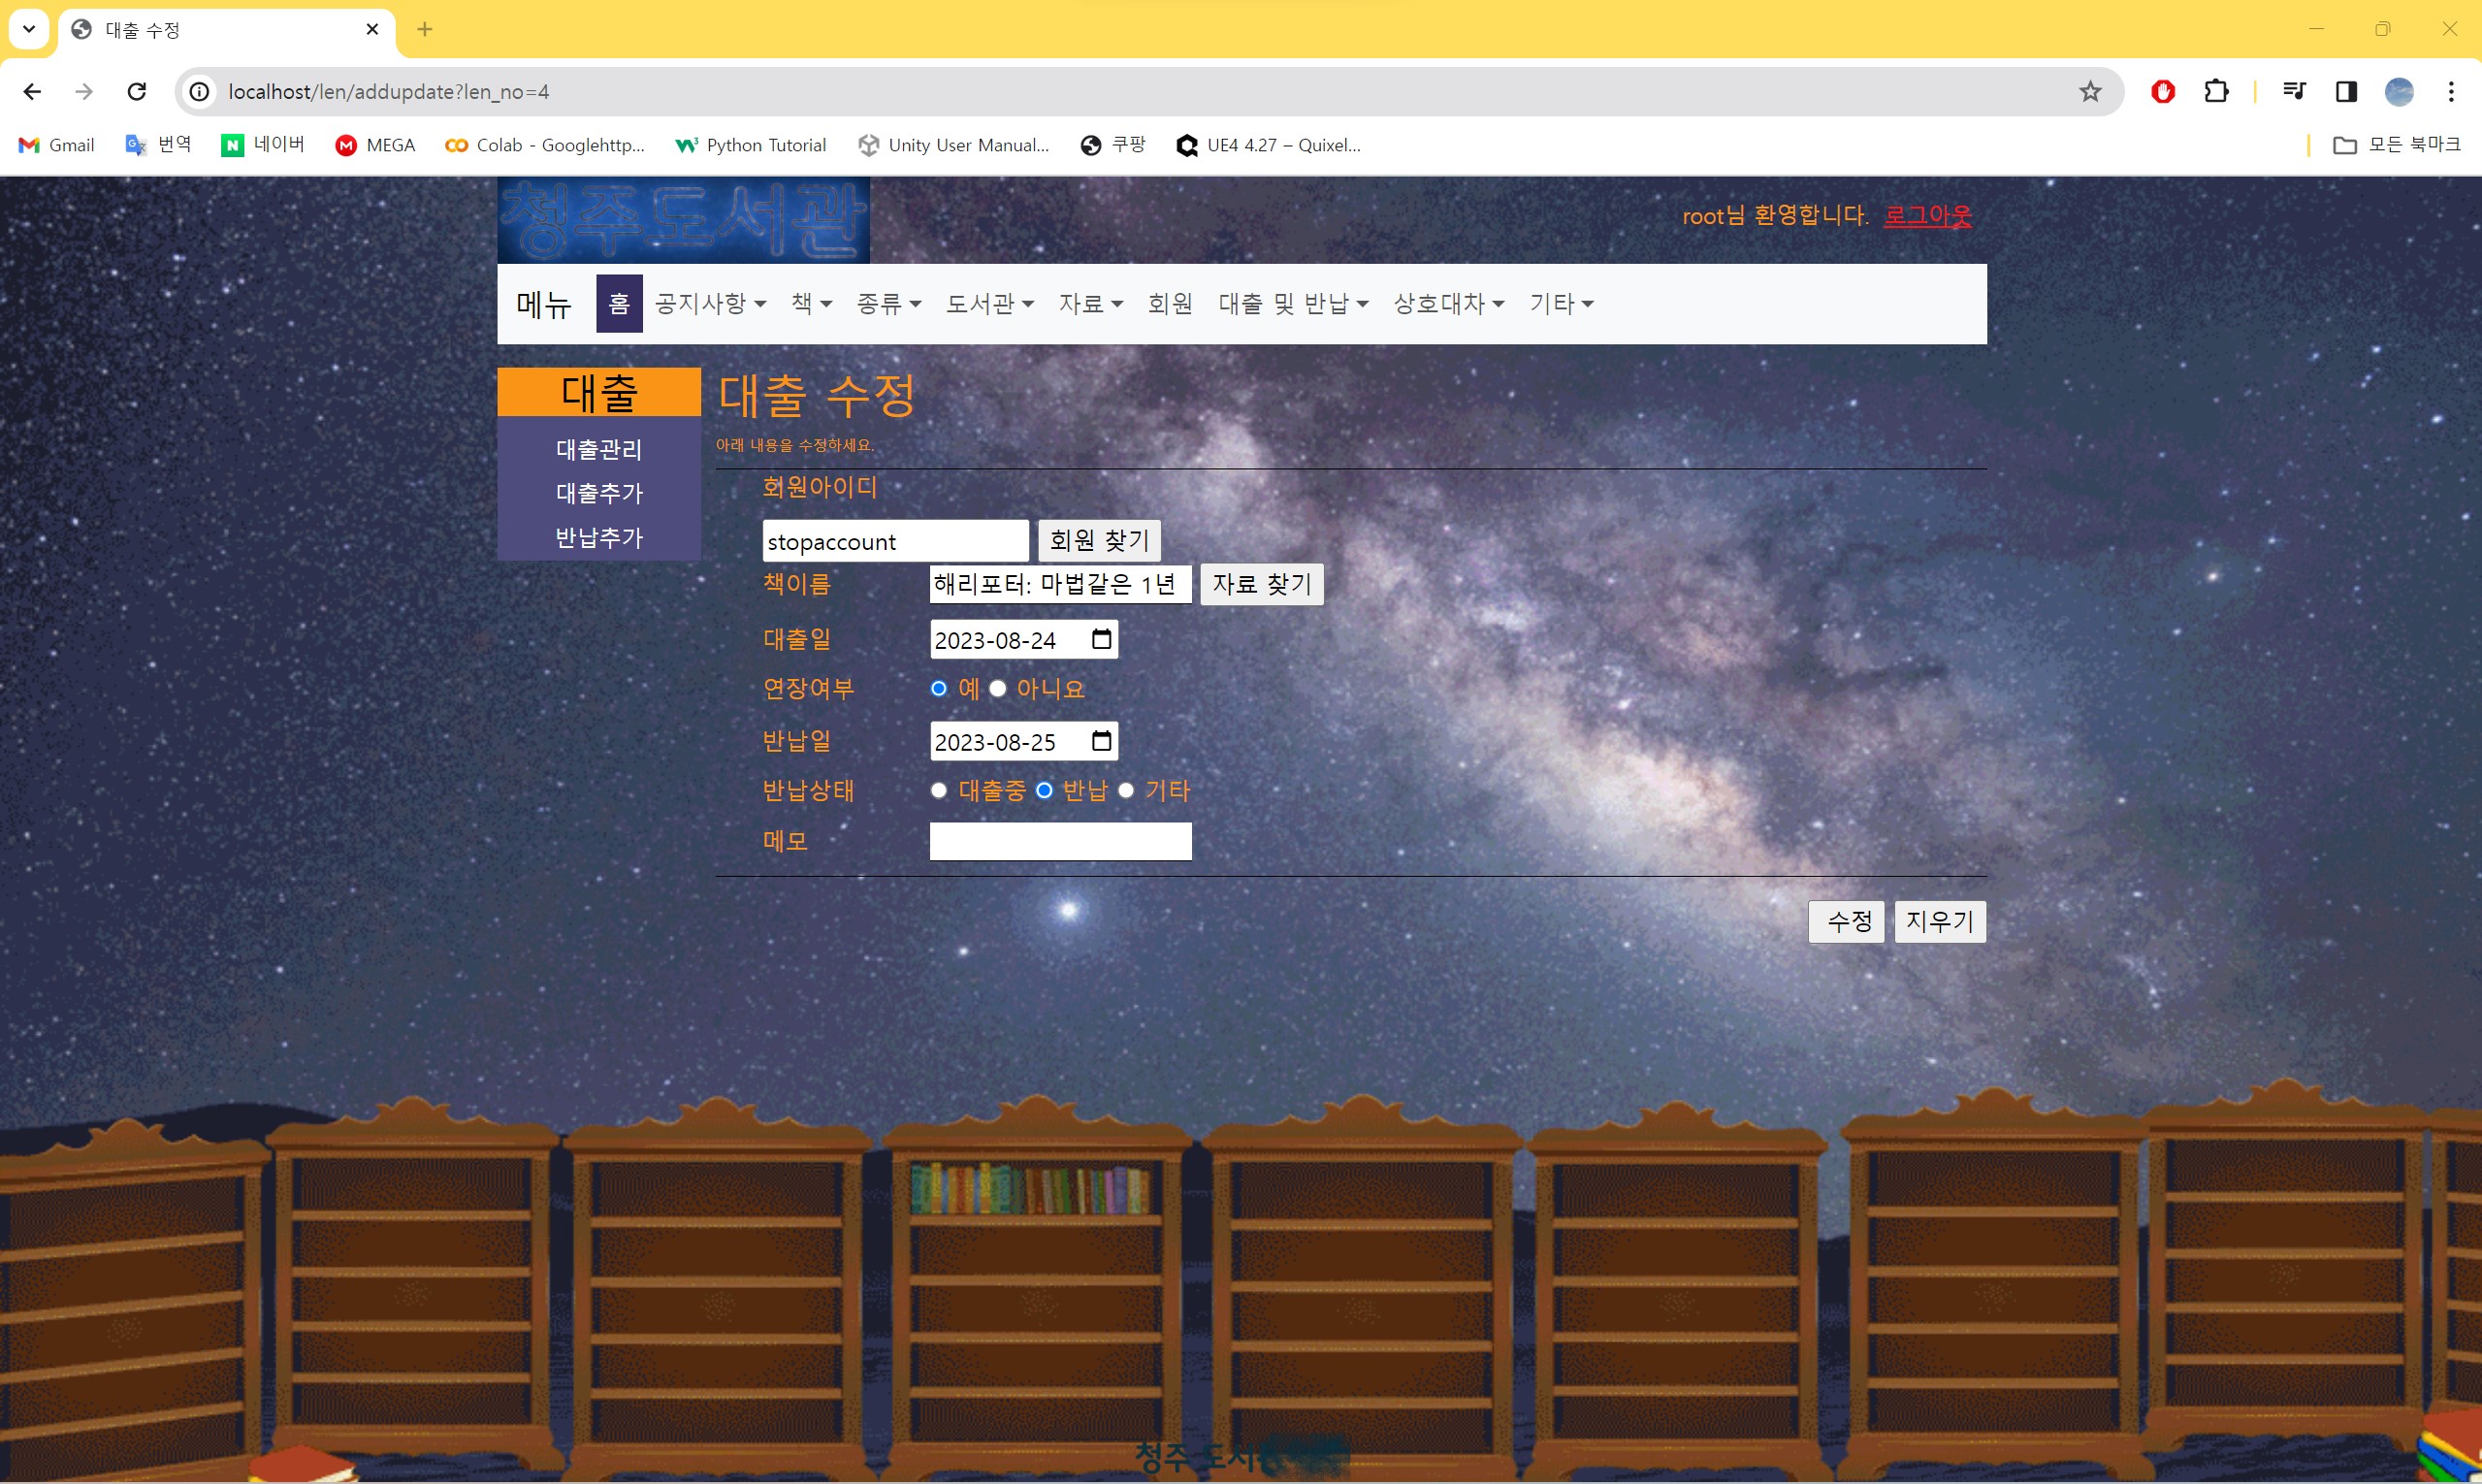 대출 수정
localhost/len/addupdate?len_no=4
Gmail 번역 네이버 MEGA Colab - Googlehttp... Python Tutorial Unity User Manual... 쿠팡 UE4 4.27 – Quixel... 모든 북마크
청주도서관
root님 환영합니다. 로그아웃
메뉴 홈 공지사항 책 종류 도서관 자료 회원 대출 및 반납 상호대차 기타
대출
대출관리
대출추가
반납추가
대출 수정
아래 내용을 수정하세요.
회원아이디
stopaccount 회원 찾기
책이름 해리포터: 마법같은 1년 자료 찾기
대출일 2023-08-24
연장여부 예 아니요
반납일 2023-08-25
반납상태 대출중 반납 기타
메모
수정 지우기
청주 도서